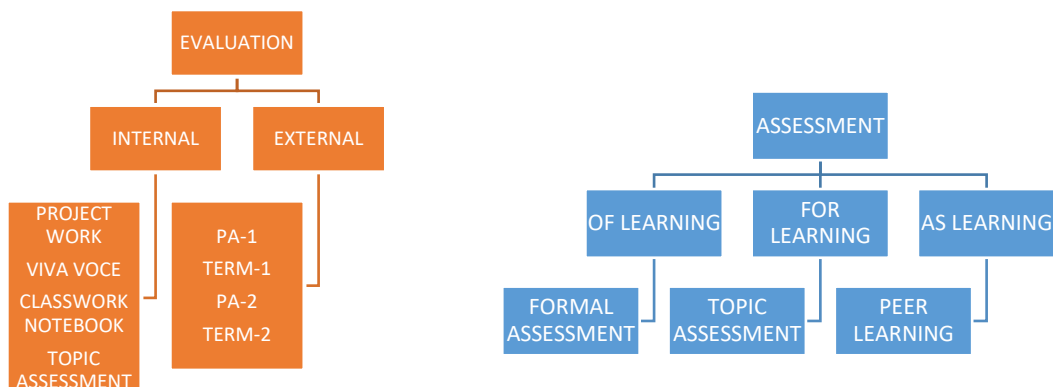 EVALUATION
INTERNAL
EXTERNAL
PROJECT
WORK
VIVA VOCE
CLASSWORK
NOTEBOOK
TOPIC
ASSESSMENT
PA-1
TERM-1
PA-2
TERM-2
ASSESSMENT
OF LEARNING
FOR
LEARNING
AS LEARNING
FORMAL
ASSESSMENT
TOPIC
ASSESSMENT
PEER
LEARNING